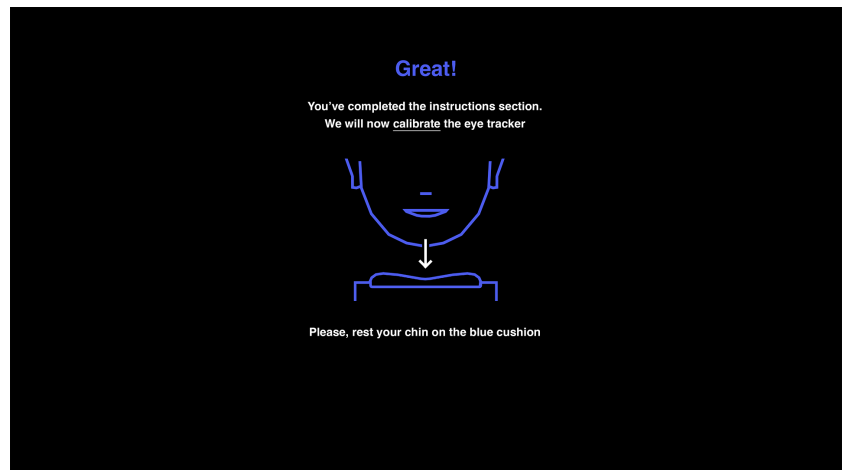 Great!
You’ve completed the instructions section.
We will now calibrate the eye tracker
Please, rest your chin on the blue cushion